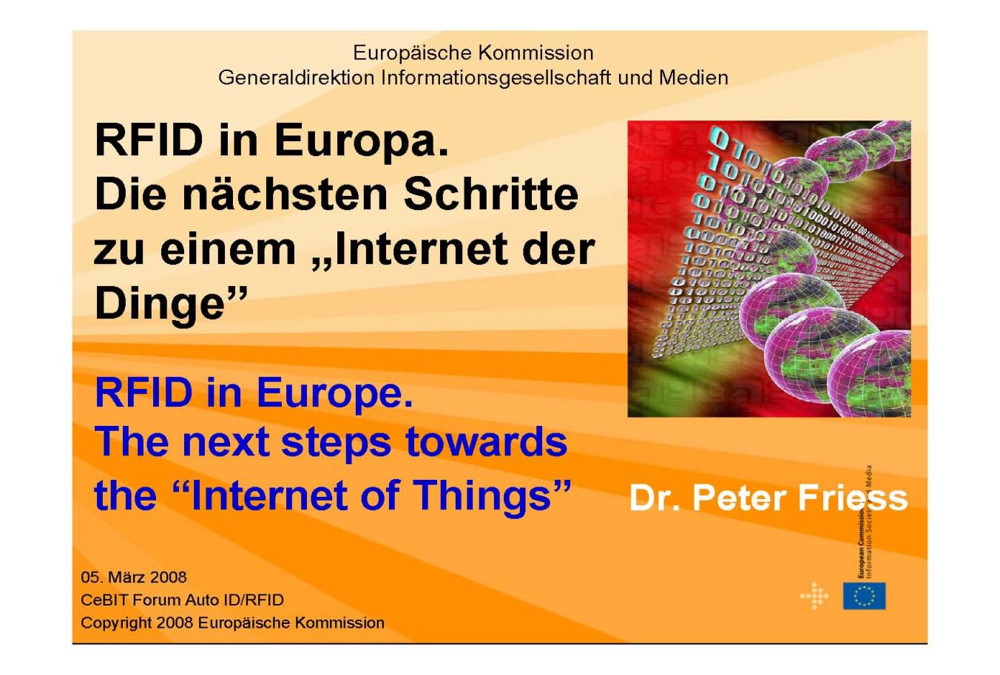 Europäische Kommission
Generaldirektion Informationsgesellschaft und Medien
RFID in Europa.
Die nächsten Schritte
zu einem „Internet der
Dinge”
RFID in Europe.
The next steps towards
the “Internet of Things”
Dr. Peter Friess
European Commission
Information Society and Media
05. März 2008
CeBIT Forum Auto ID/RFID
Copyright 2008 Europäische Kommission